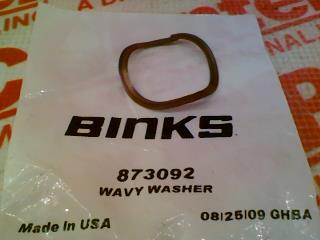 BINKS
873092
WAVY WASHER
Made In USA
08/25/09 GHBA